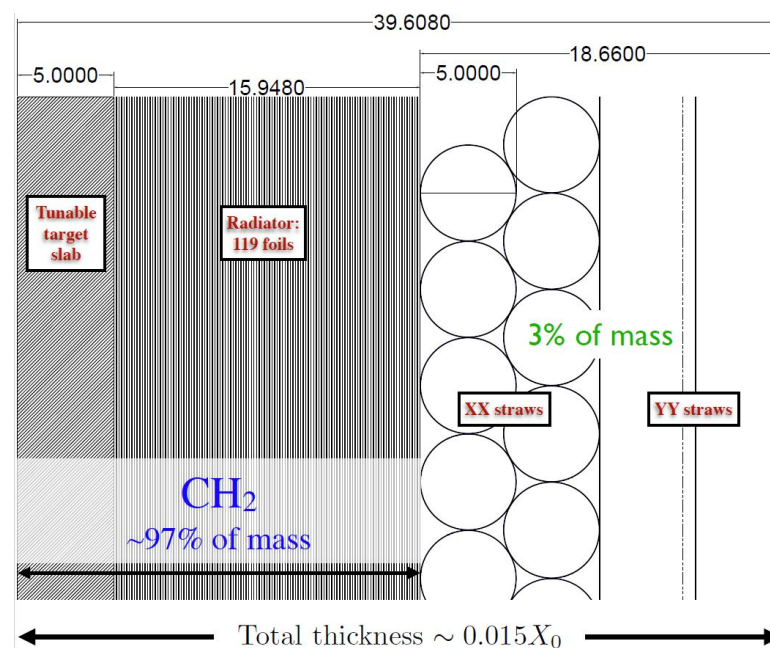 39.6080
18.6600
5.0000
5.0000
15.9480
Tunable
target
slab
Radiator:
119 foils
3% of mass
XX straws
YY straws
CH₂
~97% of mass
Total thickness ∼ 0.015X₀